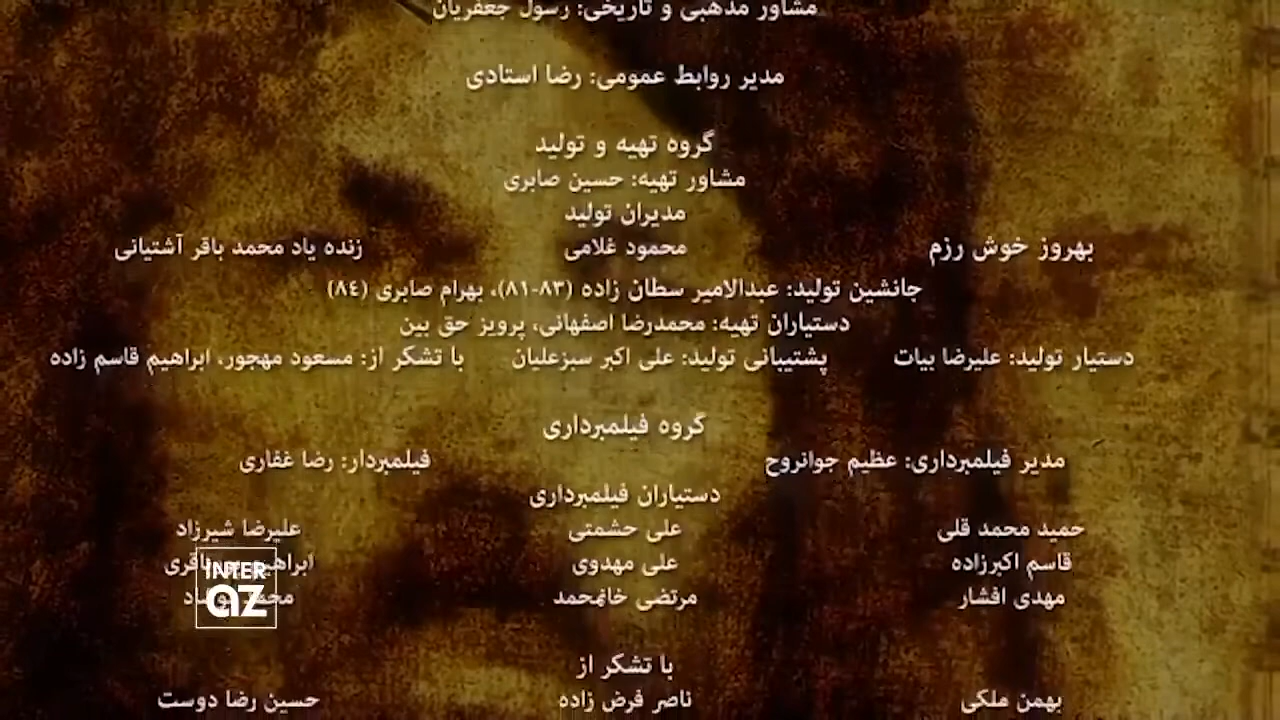 مشاور مذهبی و تاریخی: رسول جعفریان
مدیر روابط عمومی: رضا استادی
گروه تهیه و تولید
مشاور تهیه: حسین صابری
مدیران تولید
بهروز خوش رزم محمود غلامی زنده یاد محمد باقر آشتیانی
جانشین تولید: عبدالامیر سطان زاده (۸۳-۸۱)، بهرام صابری (۸٤)
دستیاران تهیه: محمدرضا اصفهانی، پرویز حق بین
دستیار تولید: علیرضا بیات پشتیبانی تولید: علی اکبر سبزعلیان با تشکر از: مسعود مهجور، ابراهیم قاسم زاده
گروه فیلمبرداری
مدیر فیلمبرداری: عظیم جوانروح فیلمبردار: رضا غفاری
دستیاران فیلمبرداری
حمید محمد قلی علی حشمتی علیرضا شیرزاد
قاسم اکبرزاده علی مهدوی ابراهیم
مهدی افشار مرتضی خانمحمد محمد
INTER
az
با تشکر از
بهمن ملکی ناصر فرض زاده حسین رضا دوست